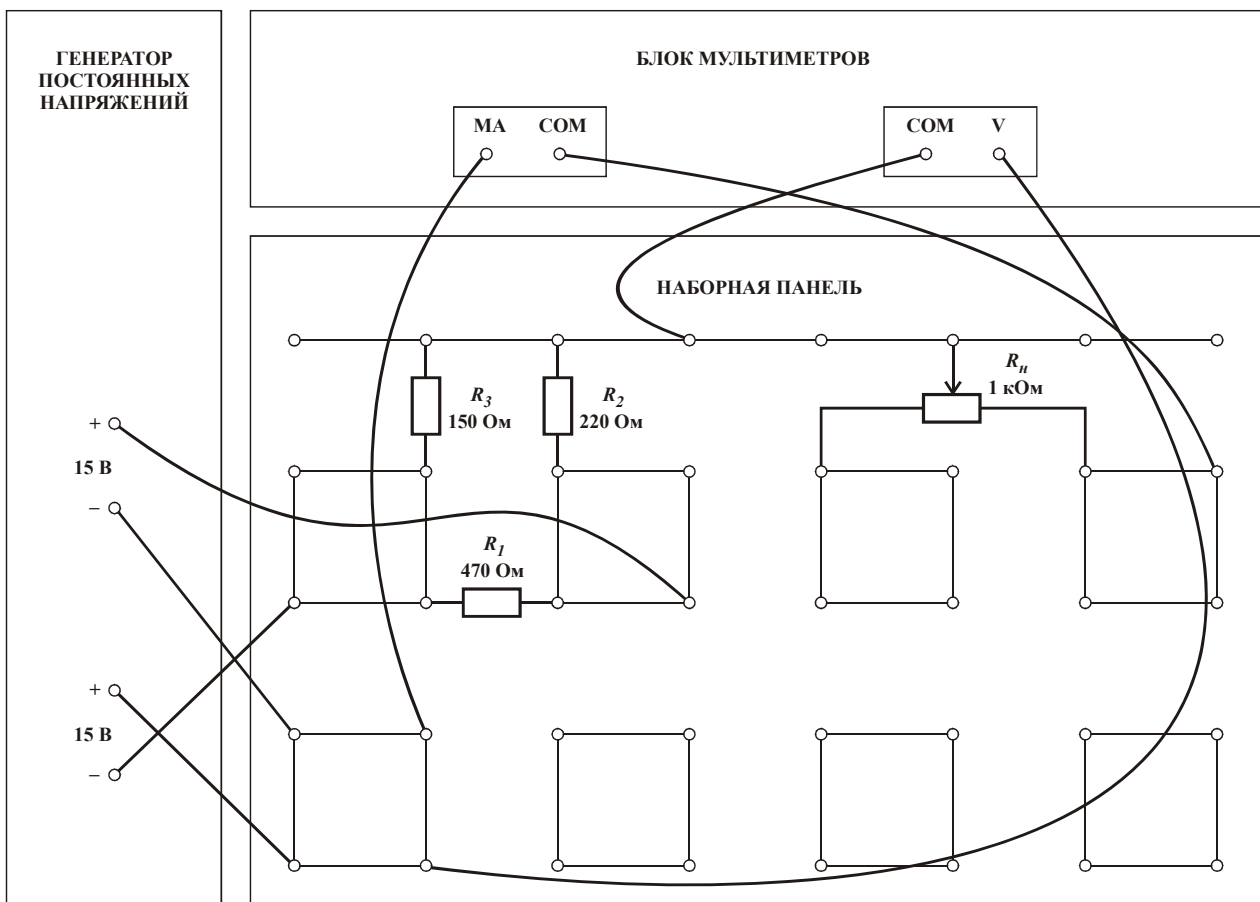 ГЕНЕРАТОР
ПОСТОЯННЫХ
НАПРЯЖЕНИЙ
БЛОК МУЛЬТИМЕТРОВ
MA COM
COM V
НАБОРНАЯ ПАНЕЛЬ
R3
150 Ом
R2
220 Ом
Rн
1 кОм
+
15 В
–
R1
470 Ом
+
15 В
–